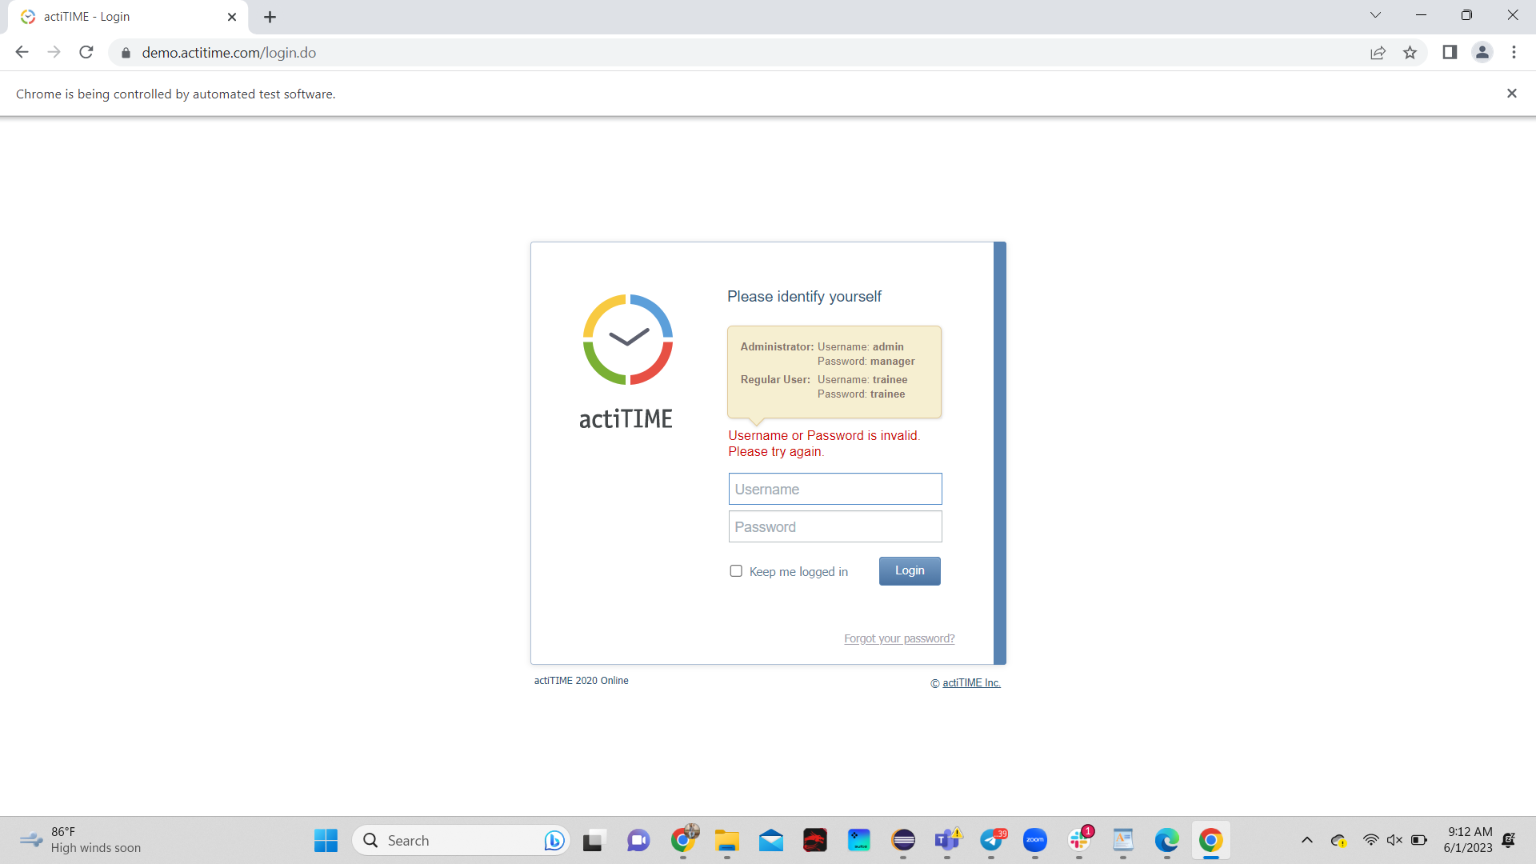 actiTIME - Login
demo.actitime.com/login.do
Chrome is being controlled by automated test software.
Please identify yourself
Administrator: Username: admin
Password: manager
Regular User: Username: trainee
Password: trainee
actiTIME
Username or Password is invalid.
Please try again.
Username
Password
Keep me logged in
Login
Forgot your password?
actiTIME 2020 Online
© actiTIME Inc.
86°F
High winds soon
Search
39
zoom
1
9:12 AM
6/1/2023